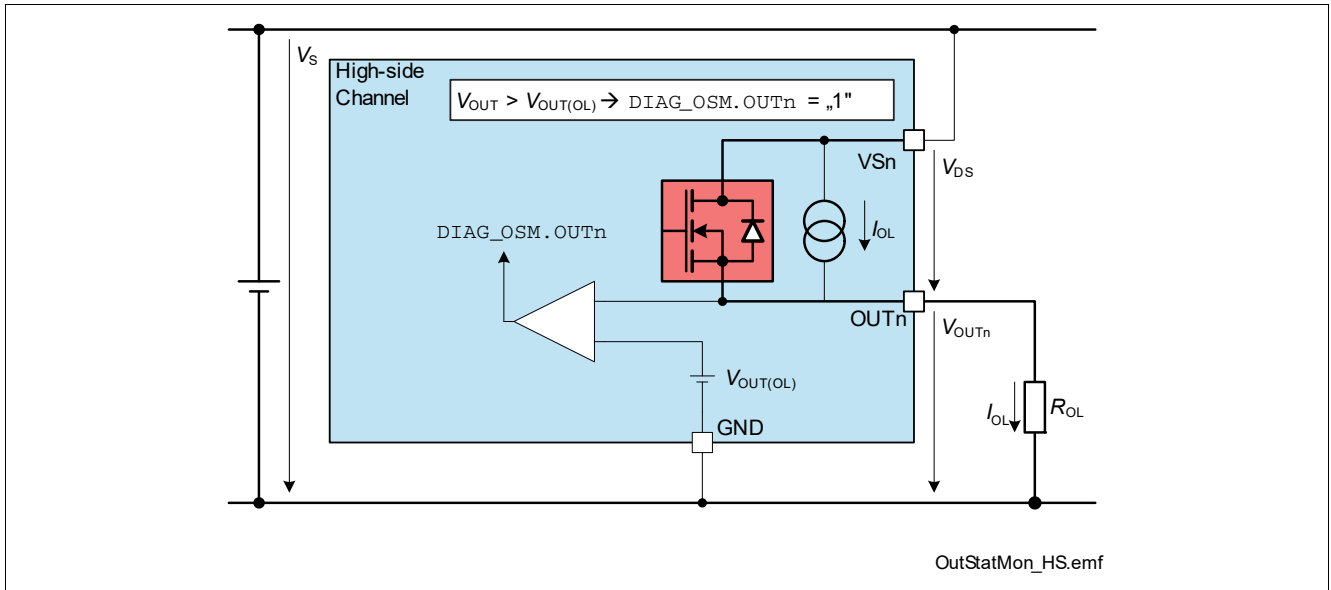 VS
High-side
Channel
VOUT > VOUT(OL) → DIAG_OSM.OUTn = „1"
VSn
VDS
IOL
DIAG_OSM.OUTn
OUTn
VOUTn
VOUT(OL)
IOL
ROL
GND
OutStatMon_HS.emf